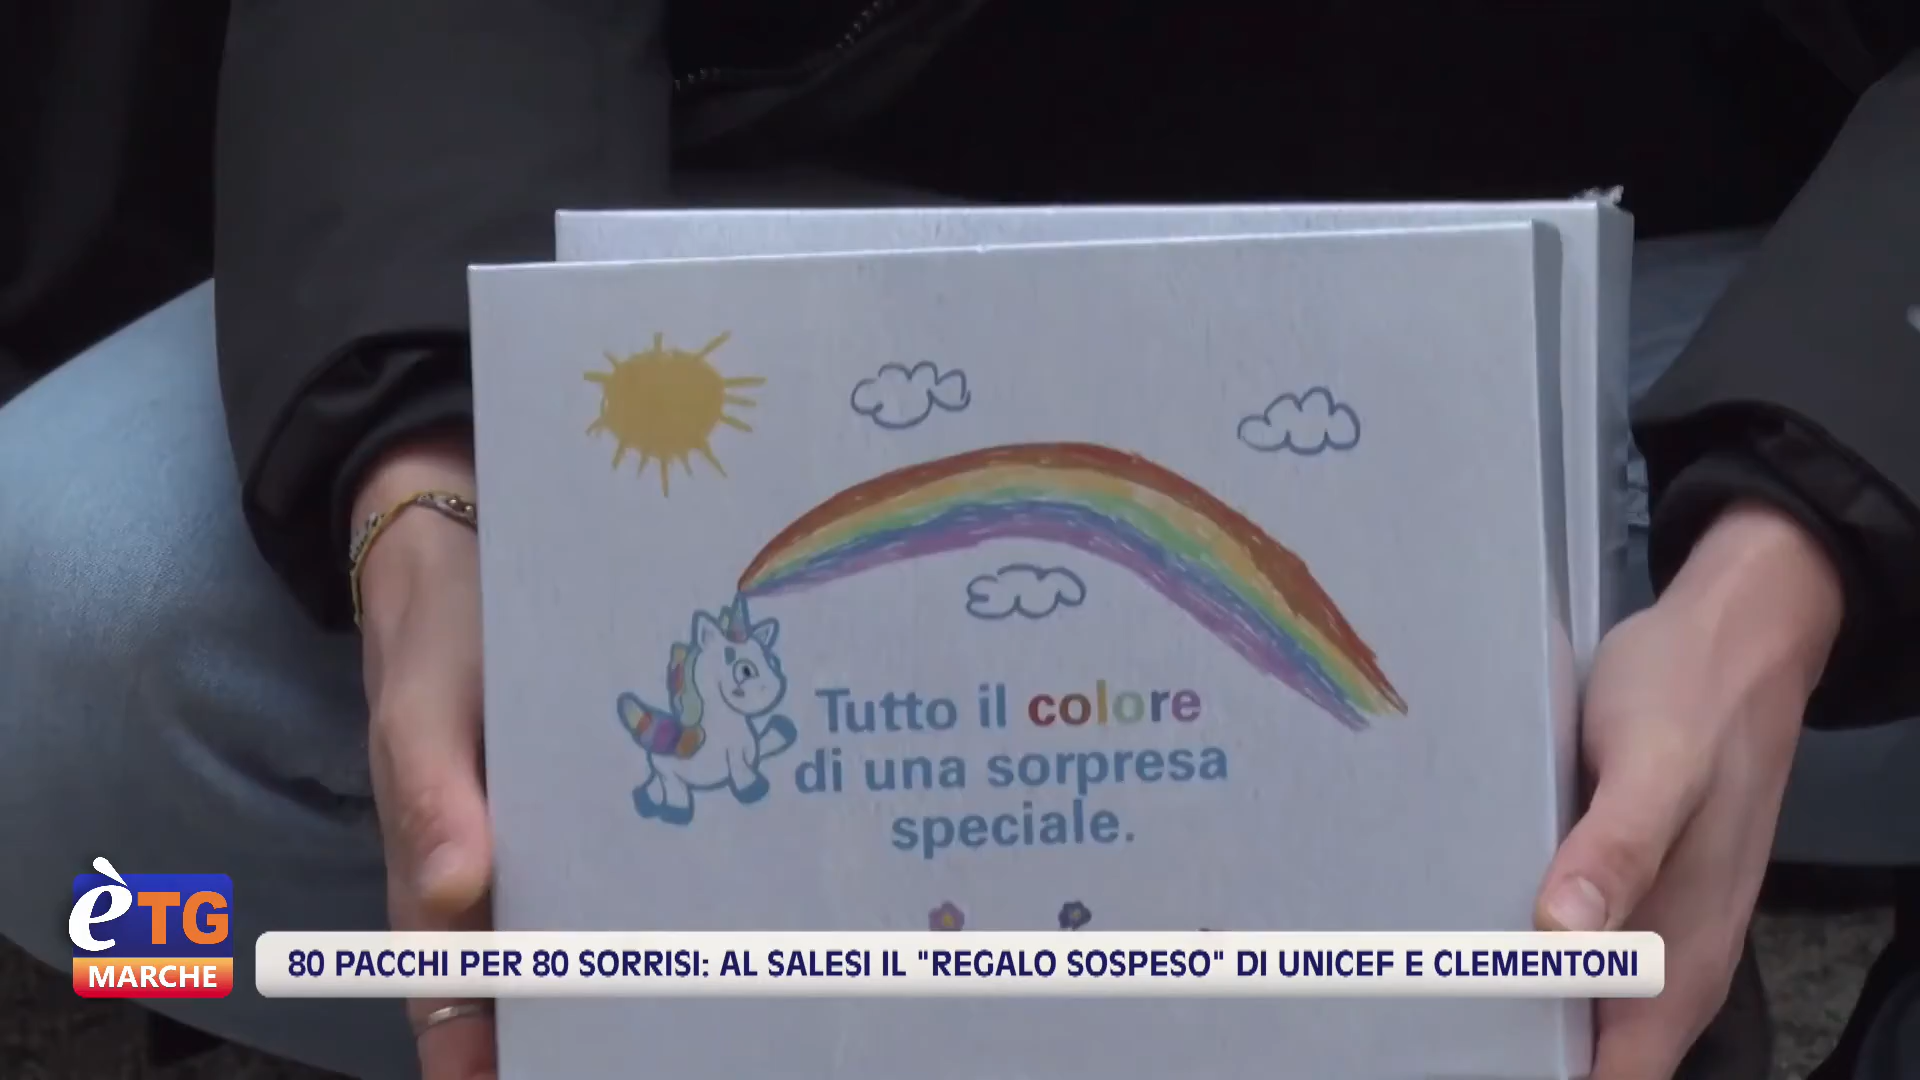 Tutto il colore
di una sorpresa
speciale.
èTG
MARCHE
80 PACCHI PER 80 SORRISI: AL SALESI IL "REGALO SOSPESO" DI UNICEF E CLEMENTONI